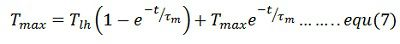 T_max = T_lh (1 − e^(−t/τ_m)) + T_max e^(−t/τ_m) … … .. equ(7)